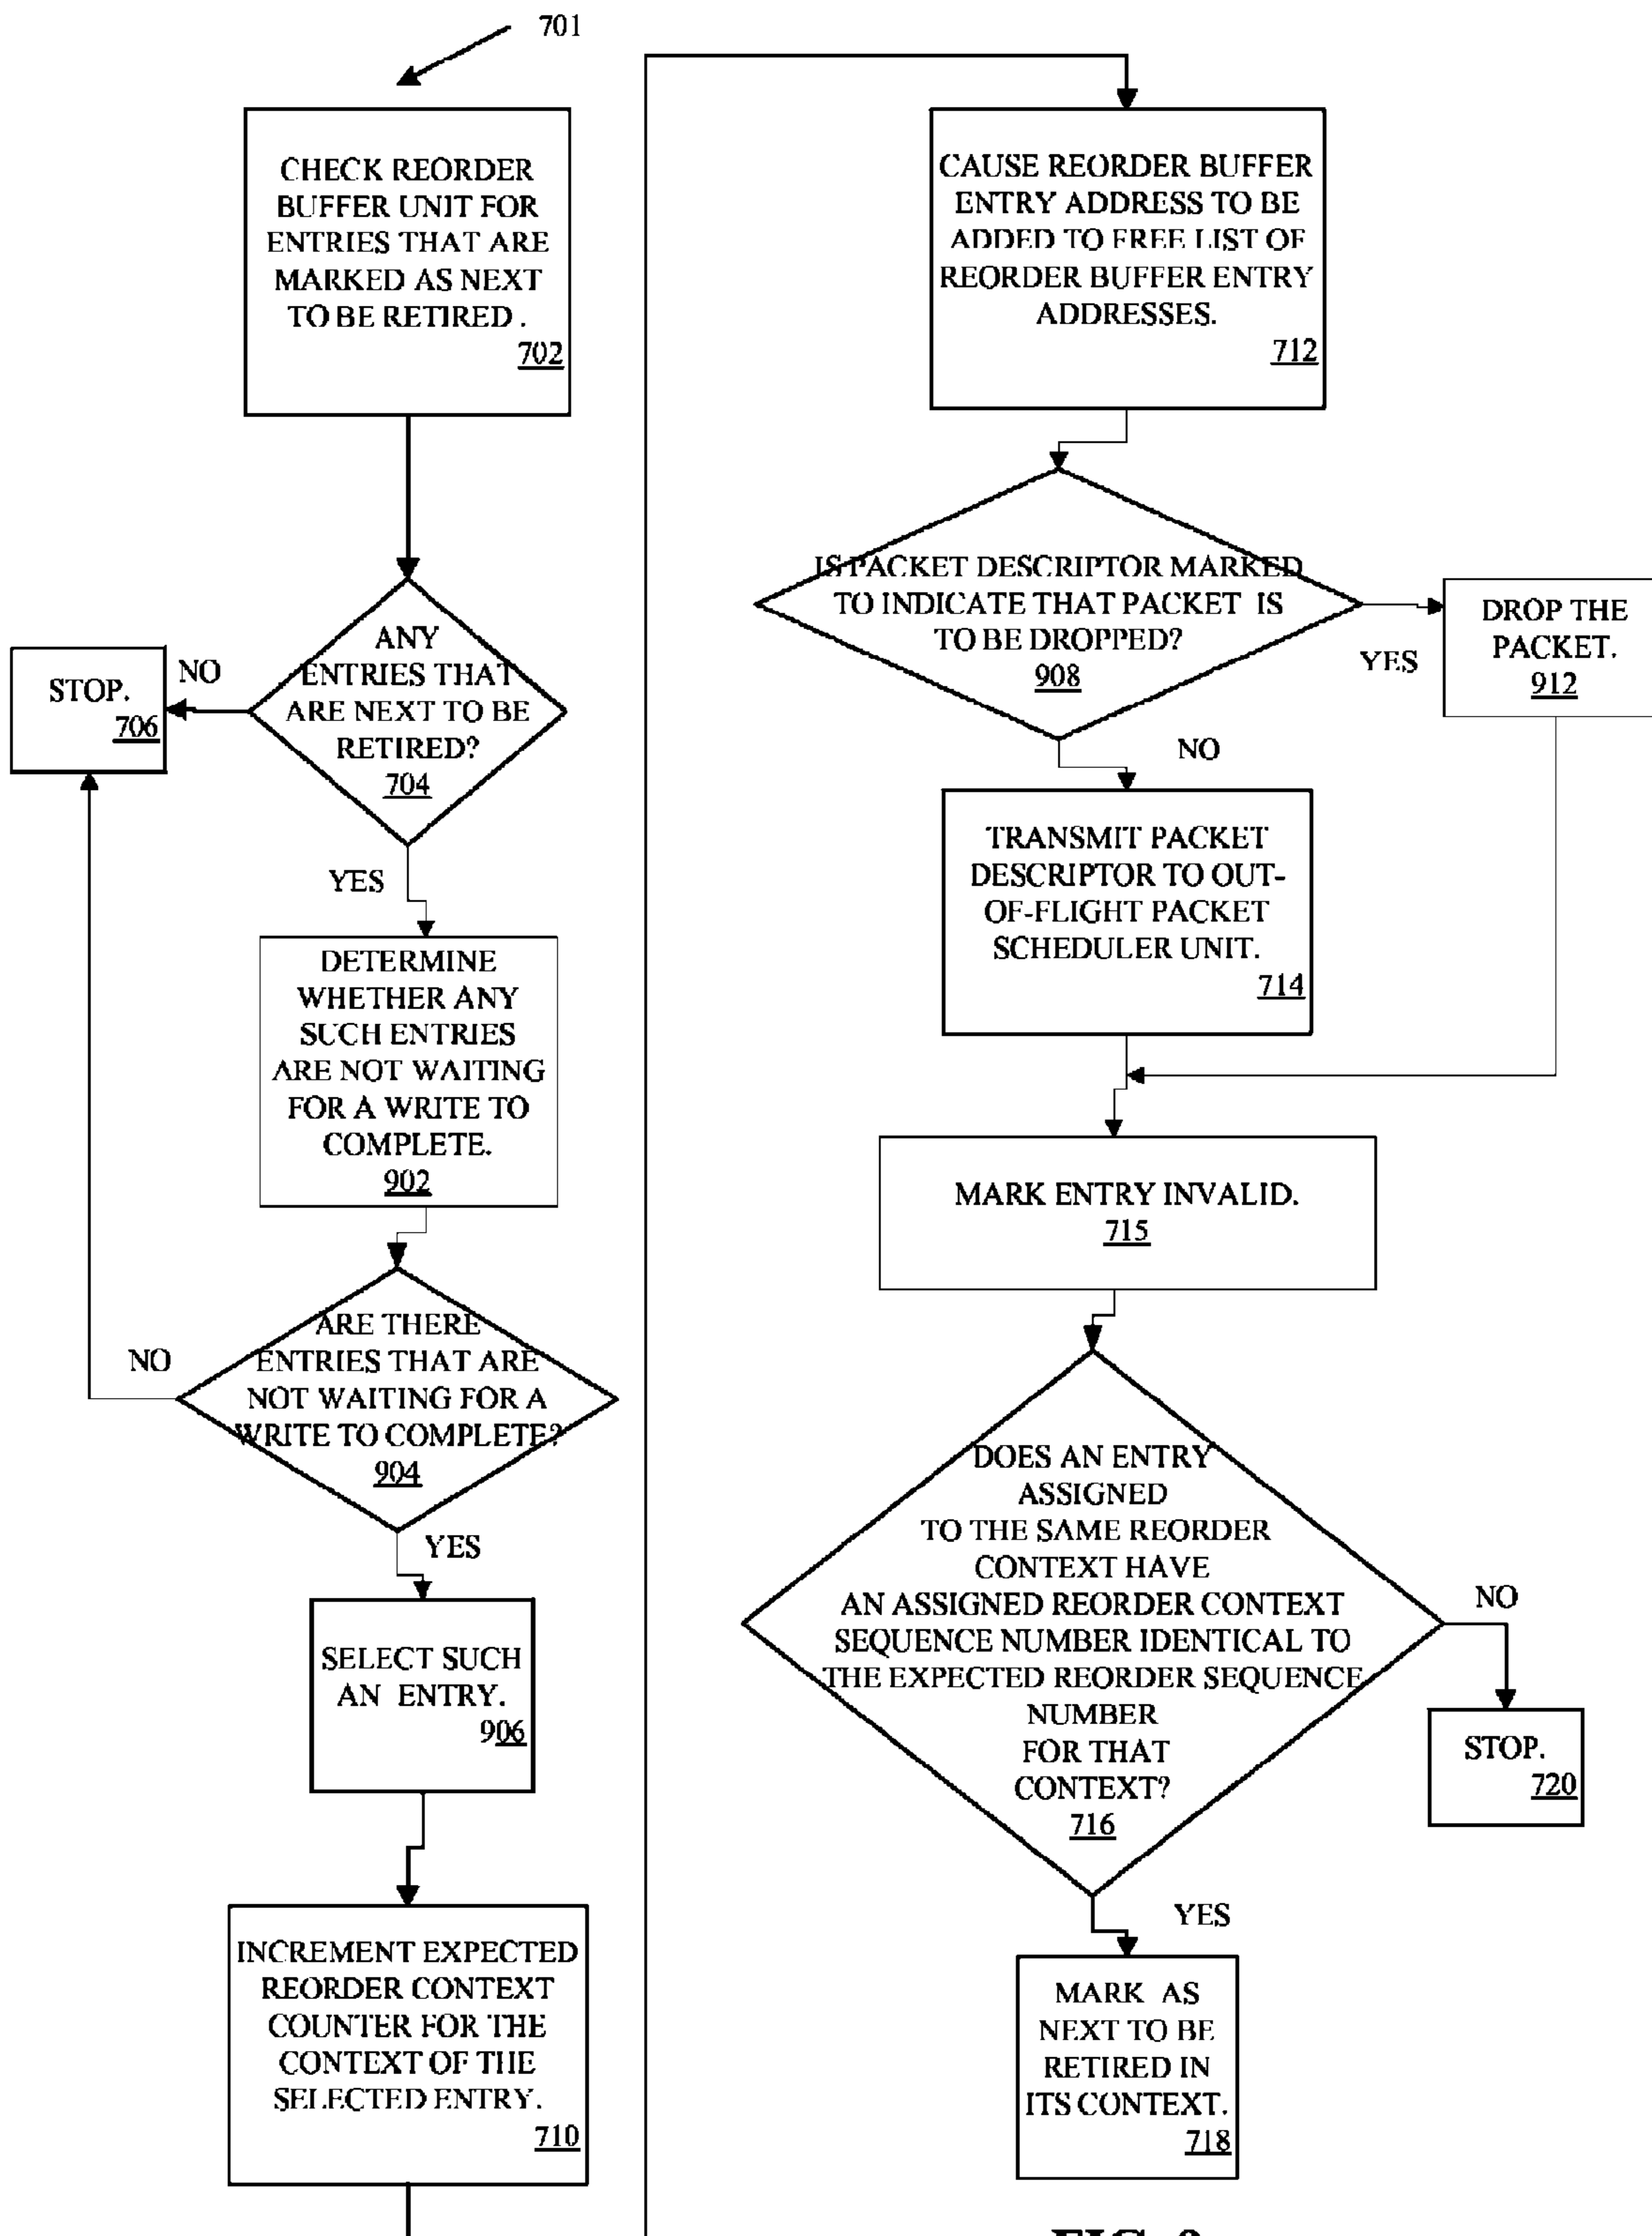 701
CHECK REORDER
BUFFER UNIT FOR
ENTRIES THAT ARE
MARKED AS NEXT
TO BE RETIRED .
702
ANY
ENTRIES THAT
ARE NEXT TO BE
RETIRED?
704
NO
STOP.
706
YES
DETERMINE
WHETHER ANY
SUCH ENTRIES
ARE NOT WAITING
FOR A WRITE TO
COMPLETE.
902
ARE THERE
ENTRIES THAT ARE
NOT WAITING FOR A
WRITE TO COMPLETE?
904
NO
YES
SELECT SUCH
AN ENTRY.
906
INCREMENT EXPECTED
REORDER CONTEXT
COUNTER FOR THE
CONTEXT OF THE
SELECTED ENTRY.
710
CAUSE REORDER BUFFER
ENTRY ADDRESS TO BE
ADDED TO FREE LIST OF
REORDER BUFFER ENTRY
ADDRESSES.
712
IS PACKET DESCRIPTOR MARKED
TO INDICATE THAT PACKET IS
TO BE DROPPED?
908
YES
DROP THE
PACKET.
912
NO
TRANSMIT PACKET
DESCRIPTOR TO OUT-
OF-FLIGHT PACKET
SCHEDULER UNIT.
714
MARK ENTRY INVALID.
715
DOES AN ENTRY
ASSIGNED
TO THE SAME REORDER
CONTEXT HAVE
AN ASSIGNED REORDER CONTEXT
SEQUENCE NUMBER IDENTICAL TO
THE EXPECTED REORDER SEQUENCE
NUMBER
FOR THAT
CONTEXT?
716
NO
STOP.
720
YES
MARK AS
NEXT TO BE
RETIRED IN
ITS CONTEXT.
718